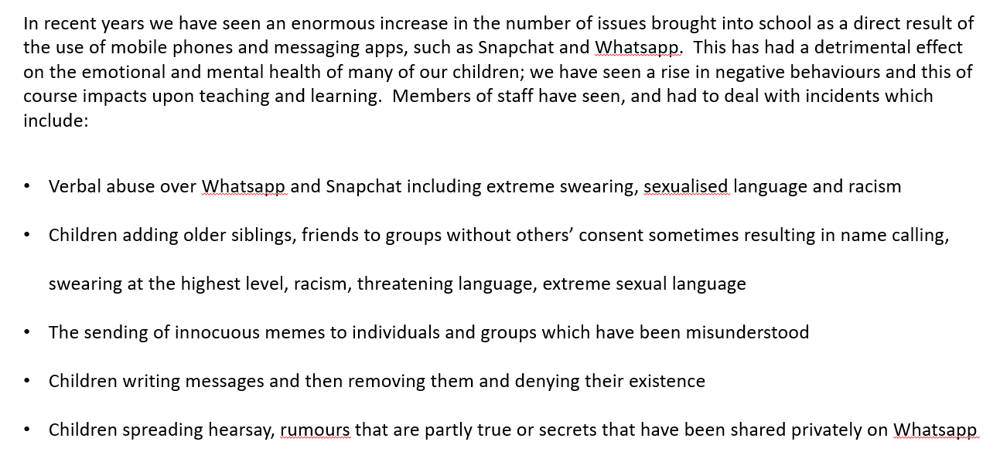 In recent years we have seen an enormous increase in the number of issues brought into school as a direct result of
the use of mobile phones and messaging apps, such as Snapchat and Whatsapp.  This has had a detrimental effect
on the emotional and mental health of many of our children; we have seen a rise in negative behaviours and this of
course impacts upon teaching and learning.  Members of staff have seen, and had to deal with incidents which
include:
• Verbal abuse over Whatsapp and Snapchat including extreme swearing, sexualised language and racism
• Children adding older siblings, friends to groups without others’ consent sometimes resulting in name calling,
swearing at the highest level, racism, threatening language, extreme sexual language
• The sending of innocuous memes to individuals and groups which have been misunderstood
• Children writing messages and then removing them and denying their existence
• Children spreading hearsay, rumours that are partly true or secrets that have been shared privately on Whatsapp